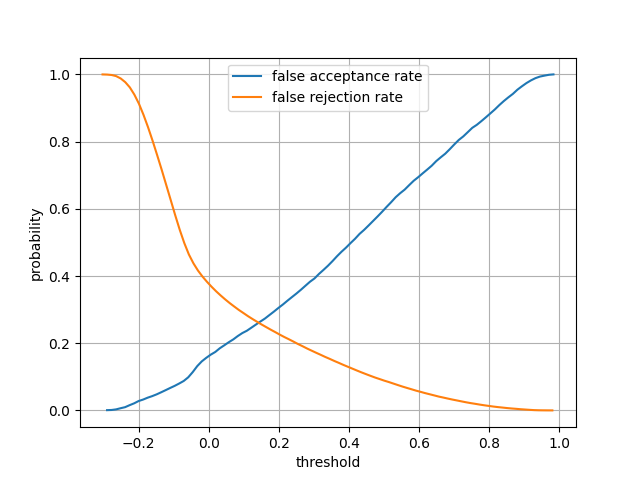 false acceptance rate
false rejection rate
1.0
0.8
0.6
0.4
0.2
0.0
probability
−0.2 0.0 0.2 0.4 0.6 0.8 1.0
threshold